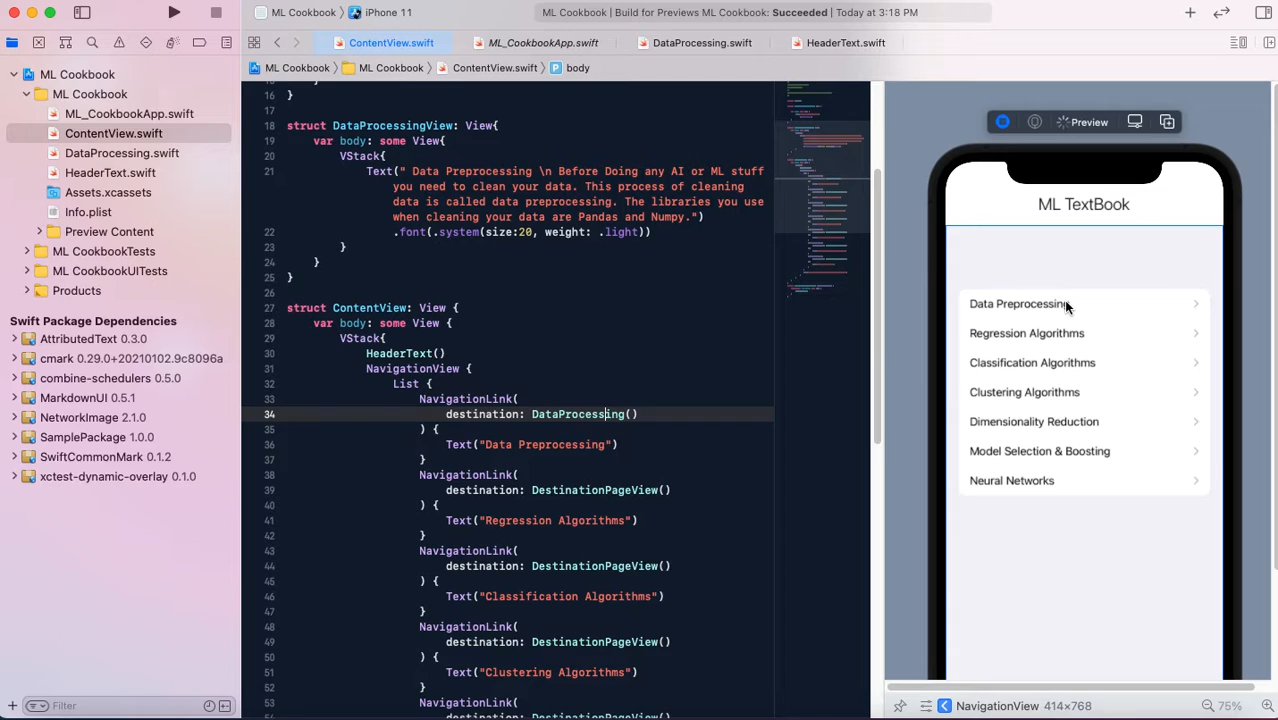 ML Cookbook
iPhone 11
ML Cookbook | Build for Previews ML Cookbook: Succeeded | Today at 3:18 PM
ContentView.swift
ML_CookbookApp.swift
DataProcessing.swift
HeaderText.swift
ML Cookbook
ML Cookbook
ContentView.swift
P
body
ML Cookbook
ML Cookbook
ML_CookbookApp.swift
ContentView.swift
DataProcessing.swift
HeaderText.swift
Assets.xcassets
Info.plist
Preview Content
ML CookbookTests
ML CookbookUITests
Products
Swift Package Dependencies
AttributedText 0.3.0
cmark 0.29.0+20210102.9c8096a
combine-schedulers 0.5.0
MarkdownUI 0.5.1
NetworkImage 2.1.0
SamplePackage 1.0.0
SwiftCommonMark 0.1.2
xctest-dynamic-overlay 0.1.0
Filter
16 }
17
18 struct DataProcessingView: View{
19 var body: some View{
20 VStack{
21 Text(" Data Preprocessing \n Before Doing any AI or ML stuff
you need to clean your data. This process of cleaning
data is called data preprocessing. The libraries you use
when cleaning your data are Pandas and Numpy.")
22 .font(.system(size:20, weight: .light))
23 }
24 }
25 }
26
27 struct ContentView: View {
28 var body: some View {
29 VStack{
30 HeaderText()
31 NavigationView {
32 List {
33 NavigationLink(
34 destination: DataProcessing()
35 ) {
36 Text("Data Preprocessing")
37 }
38 NavigationLink(
39 destination: DestinationPageView()
40 ) {
41 Text("Regression Algorithms")
42 }
43 NavigationLink(
44 destination: DestinationPageView()
45 ) {
46 Text("Classification Algorithms")
47 }
48 NavigationLink(
49 destination: DestinationPageView()
50 ) {
51 Text("Clustering Algorithms")
52 }
53 NavigationLink(
destination: DestinationPageView()
Preview
ML TextBook
Data Preprocessing
Regression Algorithms
Classification Algorithms
Clustering Algorithms
Dimensionality Reduction
Model Selection & Boosting
Neural Networks
NavigationView 414×768
75%